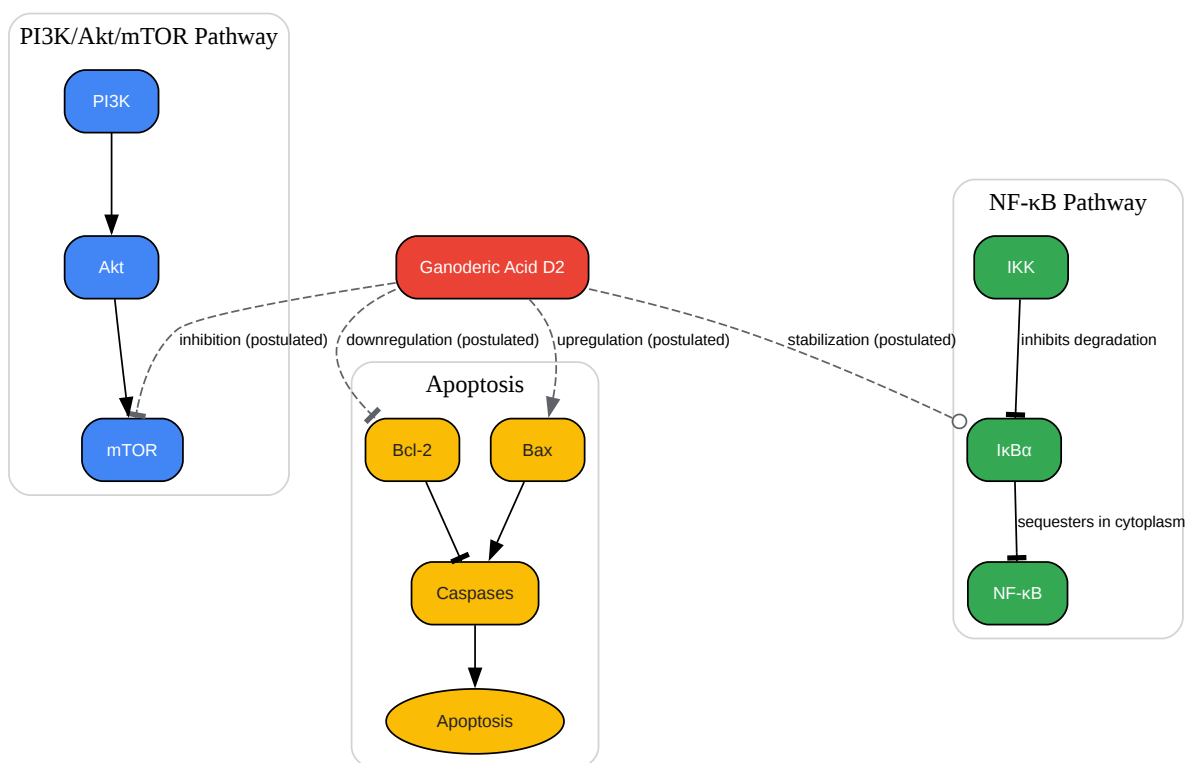 PI3K/Akt/mTOR Pathway
PI3K
NF-κB Pathway
Akt
Ganoderic Acid D2
IKK
inhibition (postulated)
downregulation (postulated)
upregulation (postulated)
stabilization (postulated)
inhibits degradation
Apoptosis
mTOR
Bcl-2
Bax
IκBα
sequesters in cytoplasm
Caspases
NF-κB
Apoptosis